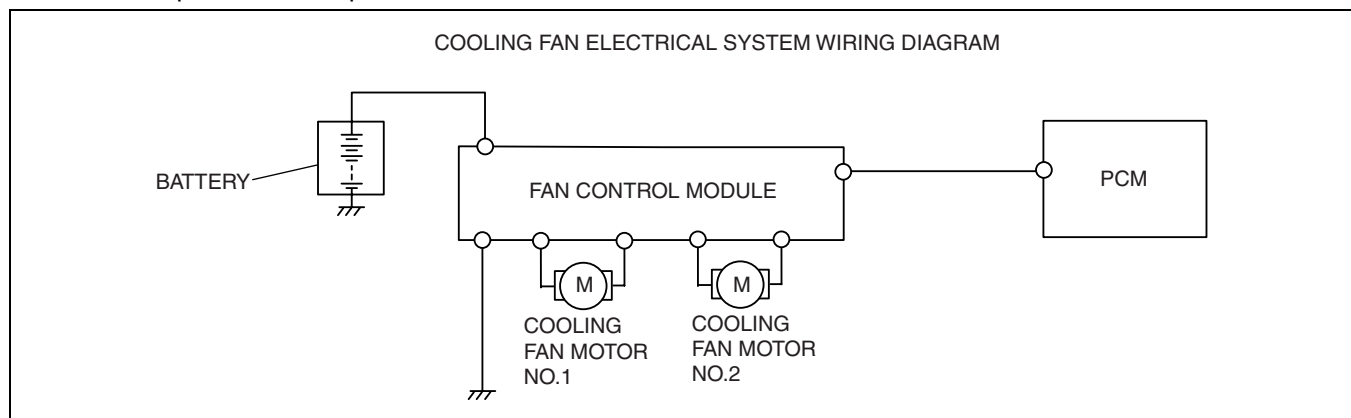 COOLING FAN ELECTRICAL SYSTEM WIRING DIAGRAM
BATTERY
FAN CONTROL MODULE
PCM
M
M
COOLING
FAN MOTOR
NO.1
COOLING
FAN MOTOR
NO.2